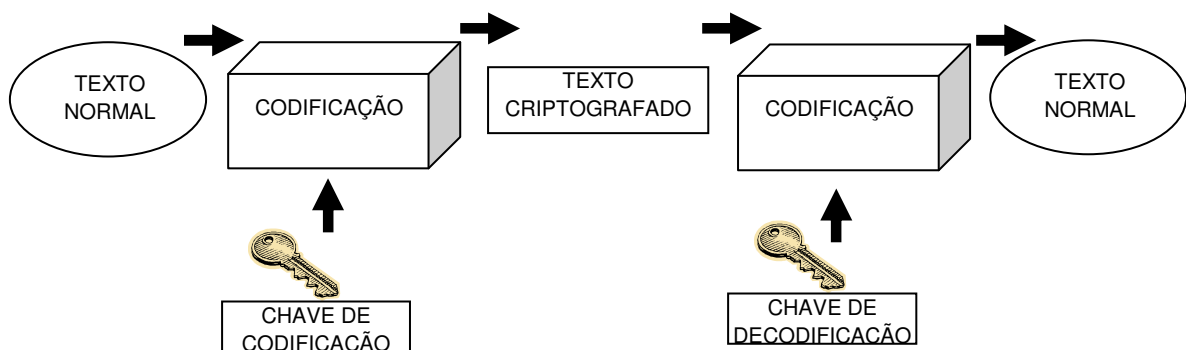 TEXTO
NORMAL
CODIFICAÇÃO
TEXTO
CRIPTOGRAFADO
CODIFICAÇÃO
TEXTO
NORMAL
CHAVE DE
CODIFICAÇÃO
CHAVE DE
DECODIFICAÇÃO